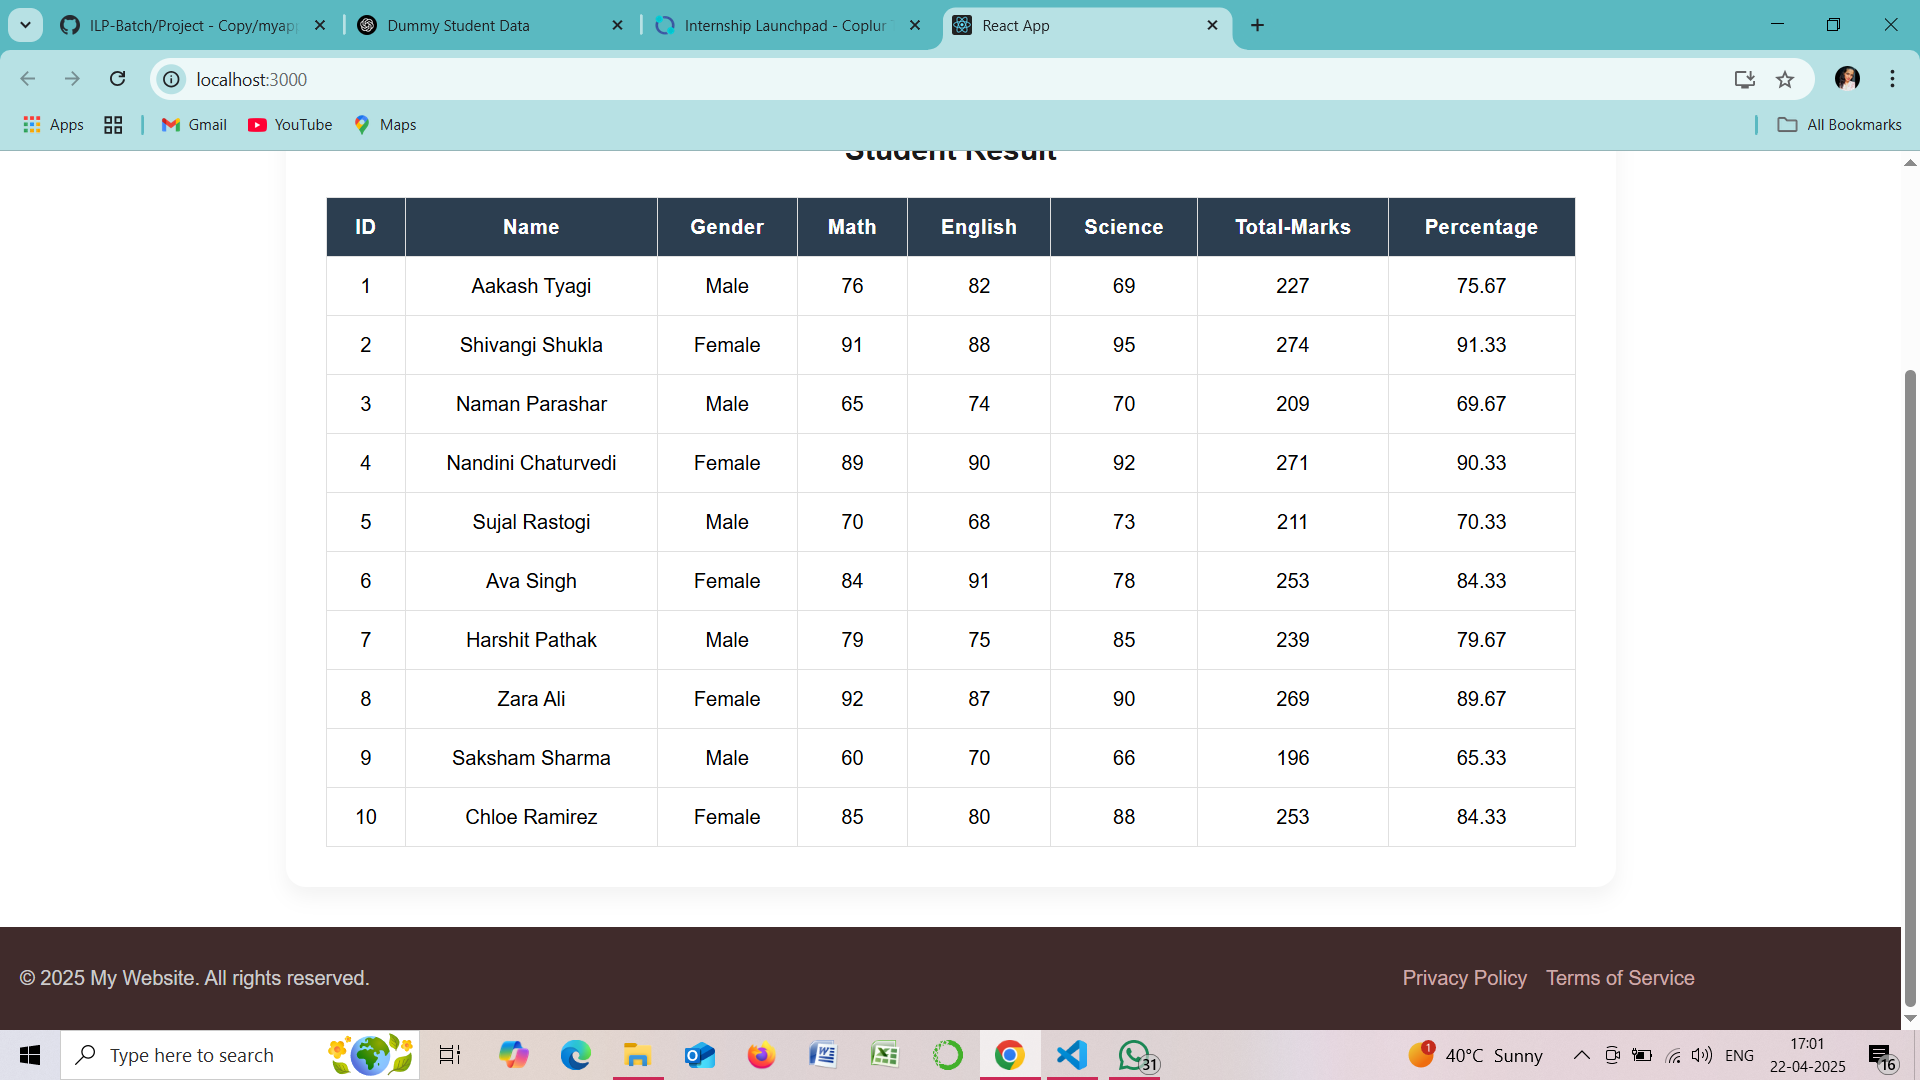 ILP-Batch/Project - Copy/myapp
Dummy Student Data
Internship Launchpad - Coplur
React App
localhost:3000
Apps
Gmail
YouTube
Maps
All Bookmarks
Student Result
ID Name Gender Math English Science Total-Marks Percentage
1 Aakash Tyagi Male 76 82 69 227 75.67
2 Shivangi Shukla Female 91 88 95 274 91.33
3 Naman Parashar Male 65 74 70 209 69.67
4 Nandini Chaturvedi Female 89 90 92 271 90.33
5 Sujal Rastogi Male 70 68 73 211 70.33
6 Ava Singh Female 84 91 78 253 84.33
7 Harshit Pathak Male 79 75 85 239 79.67
8 Zara Ali Female 92 87 90 269 89.67
9 Saksham Sharma Male 60 70 66 196 65.33
10 Chloe Ramirez Female 85 80 88 253 84.33
© 2025 My Website. All rights reserved.
Privacy Policy Terms of Service
Type here to search
31
1
40°C Sunny
ENG
17:01
22-04-2025
16